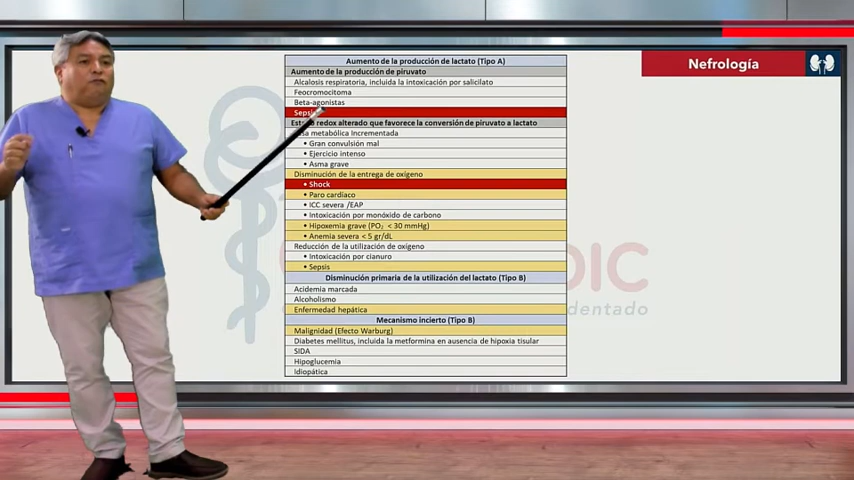 Nefrología
Aumento de la producción de lactato (Tipo A)
Aumento de la producción de piruvato
Alcalosis respiratoria, incluida la intoxicación por salicilato
Feocromocitoma
Beta-agonistas
redox alterado que favorece la conversión de piruvato a lactato
metabólica Incrementada
• Gran convulsión mal
• Ejercicio intenso
• Asma grave
Disminución de la entrega de oxígeno
• Shock
• Paro cardíaco
• ICC severa /EAP
• Intoxicación por monóxido de carbono
• Hipoxemia grave (PO₂ < 30 mmHg)
• Anemia severa < 5 gr/dL
Reducción de la utilización de oxígeno
• Intoxicación por cianuro
• Sepsis
Disminución primaria de la utilización del lactato (Tipo B)
Acidemia marcada
Alcoholismo
Enfermedad hepática
Mecanismo incierto (Tipo B)
Malignidad (Efecto Warburg)
Diabetes mellitus, incluida la metformina en ausencia de hipoxia tisular
SIDA
Hipoglucemia
Idiopática